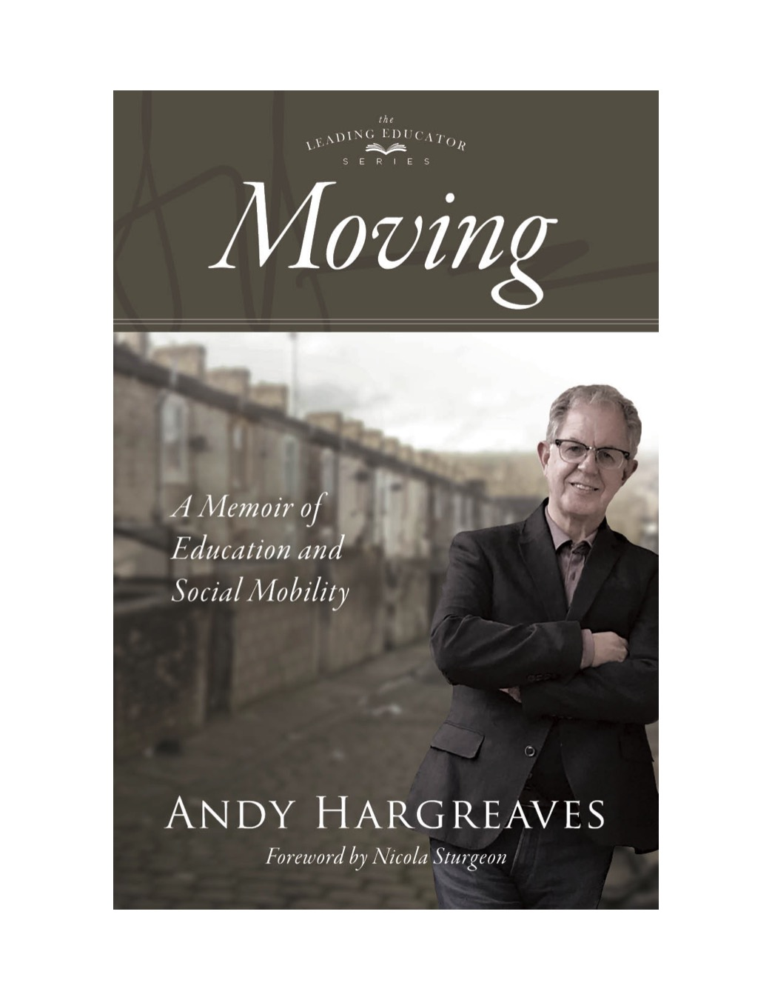 the
LEADING EDUCATOR
SERIES
Moving
A Memoir of
Education and
Social Mobility
ANDY HARGREAVES
Foreword by Nicola Sturgeon